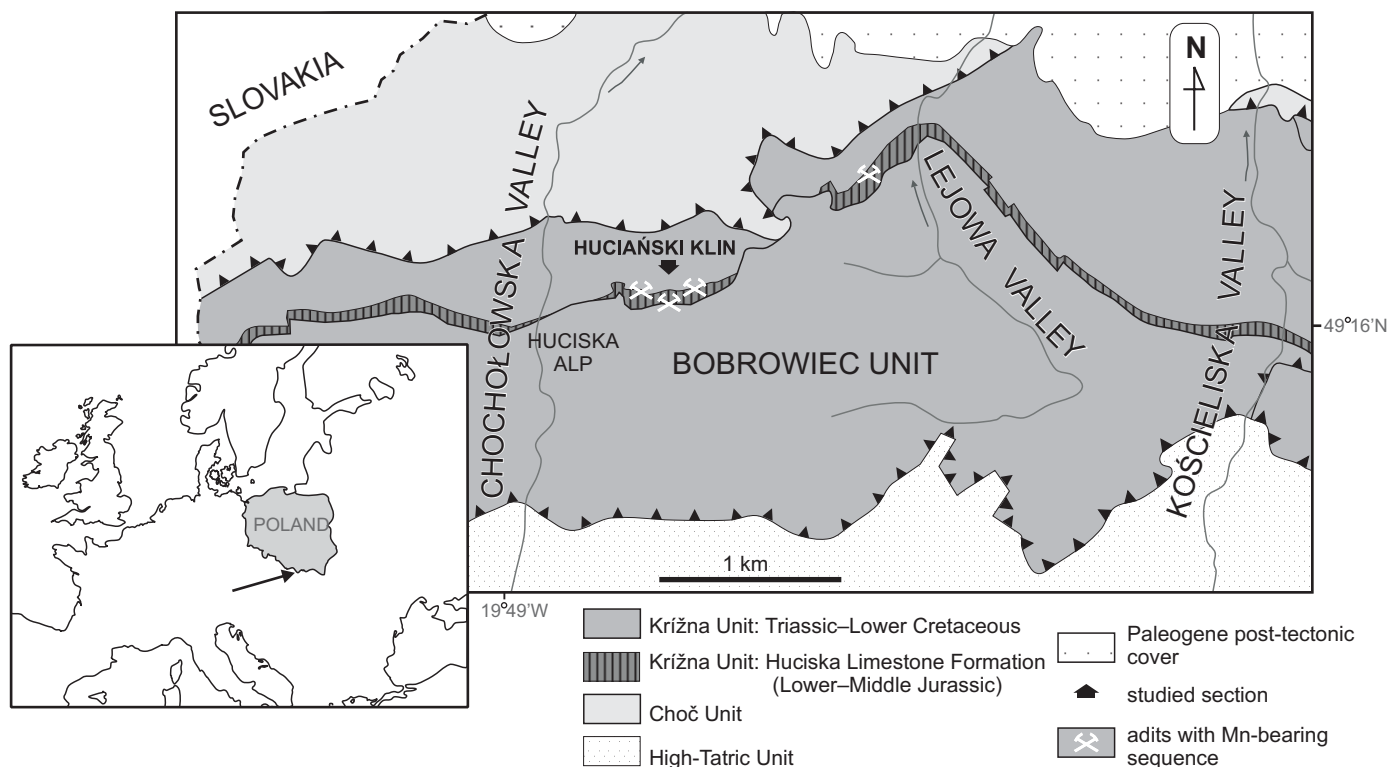 SLOVAKIA
CHOCHOŁOWSKA VALLEY
N
HUCIAŃSKI KLIN
LEJOWA VALLEY
KOŚCIELISKA VALLEY
49°16'N
HUCISKA
ALP
BOBROWIEC UNIT
POLAND
1 km
19°49'W
Krížna Unit: Triassic–Lower Cretaceous
Krížna Unit: Huciska Limestone Formation
(Lower–Middle Jurassic)
Choč Unit
High-Tatric Unit
Paleogene post-tectonic
cover
studied section
adits with Mn-bearing
sequence